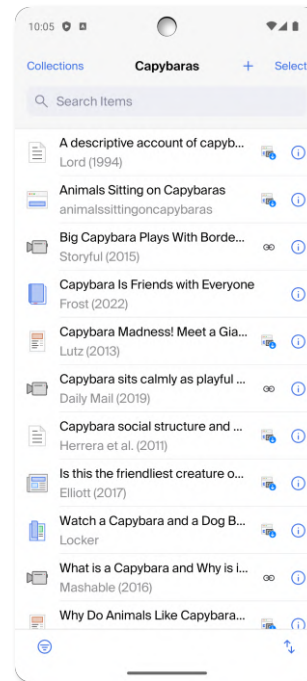 10:05
Collections Capybaras + Select
Search Items
A descriptive account of capyb...
Lord (1994)
Animals Sitting on Capybaras
animalssittingoncapybaras
Big Capybara Plays With Borde...
Storyful (2015)
Capybara Is Friends with Everyone
Frost (2022)
Capybara Madness! Meet a Gia...
Lutz (2013)
Capybara sits calmly as playful ...
Daily Mail (2019)
Capybara social structure and ...
Herrera et al. (2011)
Is this the friendliest creature o...
Elliott (2017)
Watch a Capybara and a Dog B...
Locker
What is a Capybara and Why is i...
Mashable (2016)
Why Do Animals Like Capybara...